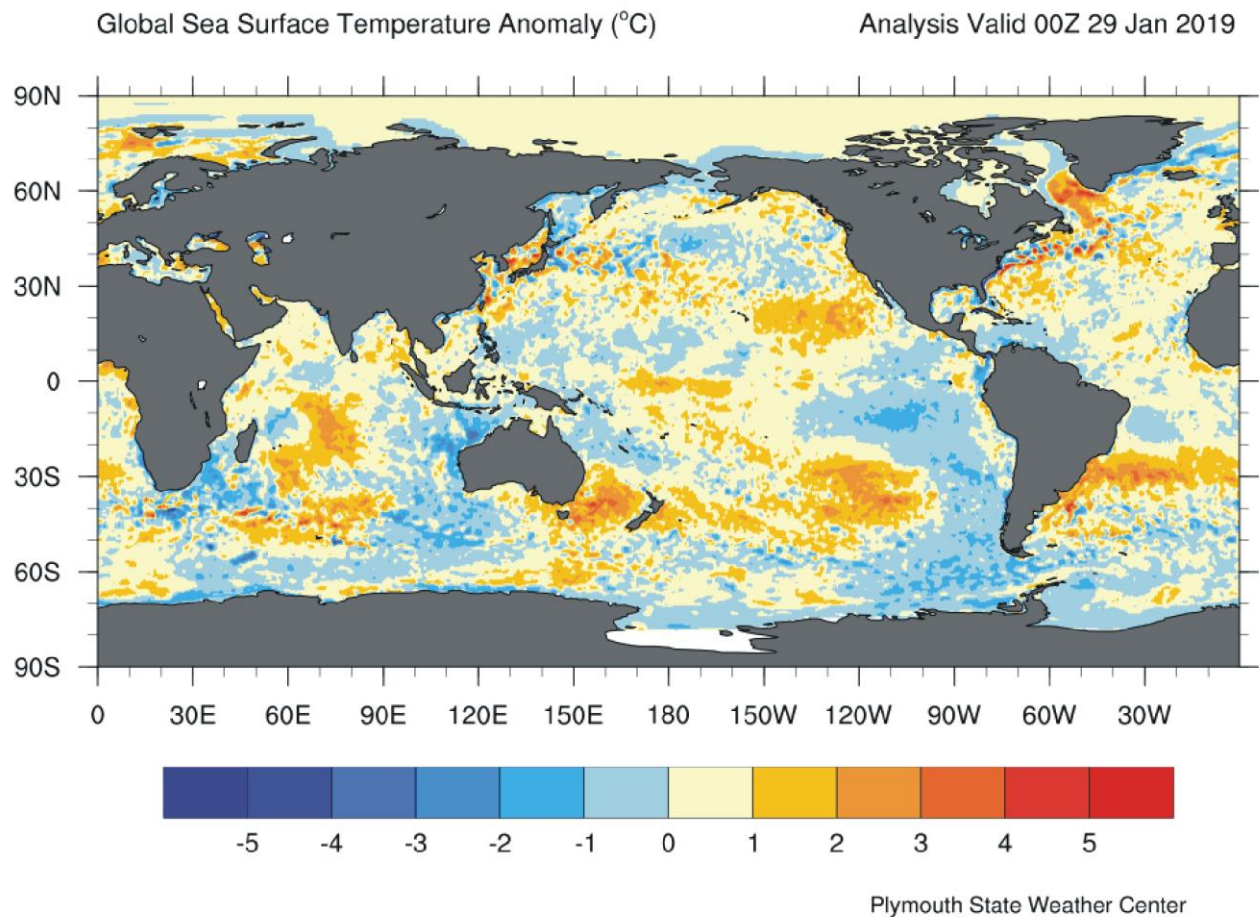 Global Sea Surface Temperature Anomaly (°C) Analysis Valid 00Z 29 Jan 2019
90N
60N
30N
0
30S
60S
90S
0 30E 60E 90E 120E 150E 180 150W 120W 90W 60W 30W
-5 -4 -3 -2 -1 0 1 2 3 4 5
Plymouth State Weather Center